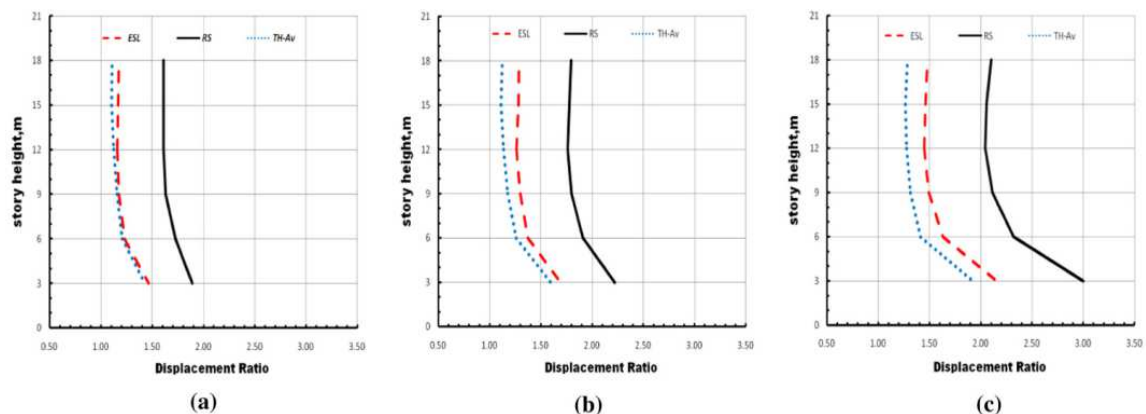 21
ESL RS TH-Av
18
15
12
9
6
3
0
0.50 1.00 1.50 2.00 2.50 3.00 3.50
story height,m
Displacement Ratio
(a)
21
ESL RS TH-Av
18
15
12
9
6
3
0
0.50 1.00 1.50 2.00 2.50 3.00 3.50
story height,m
Displacement Ratio
(b)
21
ESL RS TH-Av
18
15
12
9
6
3
0
0.50 1.00 1.50 2.00 2.50 3.00 3.50
story height,m
Displacement Ratio
(c)